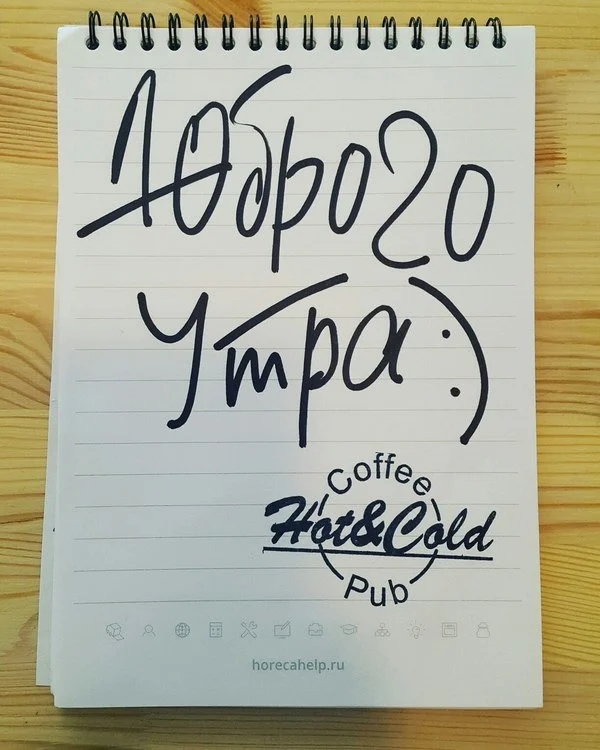 Доброго
Утра :)
Coffee
Hot&Cold
Pub
horecahelp.ru